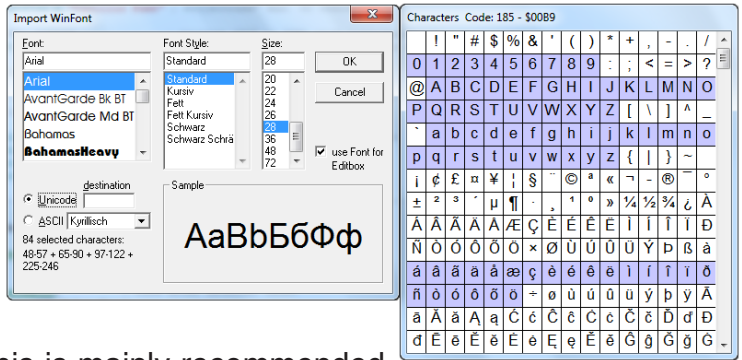 Import WinFont
Font: Font Style: Size:
Arial Standard 28 OK
Arial Standard 20
AvantGarde Bk BT Kursiv 22 Cancel
AvantGarde Md BT Fett 24
Bahamas Fett Kursiv 26
BahamasHeavy Schwarz 28
Schwarz Schrä 36
48
72
use Font for
Editbox
destination
Unicode
ASCII Kyrillisch
84 selected characters:
48-57 + 65-90 + 97-122 +
225-246
Sample
AaBbБбФф
Characters Code: 185 - $00B9
! " # $ % & ' ( ) * + , - . /
0 1 2 3 4 5 6 7 8 9 : ; < = > ?
@ A B C D E F G H I J K L M N O
P Q R S T U V W X Y Z [ \ ] ^ _
` a b c d e f g h i j k l m n o
p q r s t u v w x y z { | } ~
¡ ¢ £ ¤ ¥ ¦ § ¨ © ª « ¬ - ® ¯ °
± ² ³ ´ µ ¶ · ¸ ¹ º » ¼ ½ ¾ ¿ À
Á Â Ã Ä Å Æ Ç È É Ê Ë Ì Í Î Ï Ð
Ñ Ò Ó Ô Õ Ö × Ø Ù Ú Û Ü Ý Þ ß à
á â ã ä å æ ç è é ê ë ì í î ï ð
ñ ò ó ô õ ö ÷ ø ù ú û ü ý þ ÿ Ā
ā Ă ă Ą ą Ć ć Ĉ ĉ Ċ ċ Č č Ď ď Đ
đ Ē ē Ĕ ĕ Ė ė Ę ę Ě ě Ĝ ĝ Ğ ğ Ġ
is mainly recommended